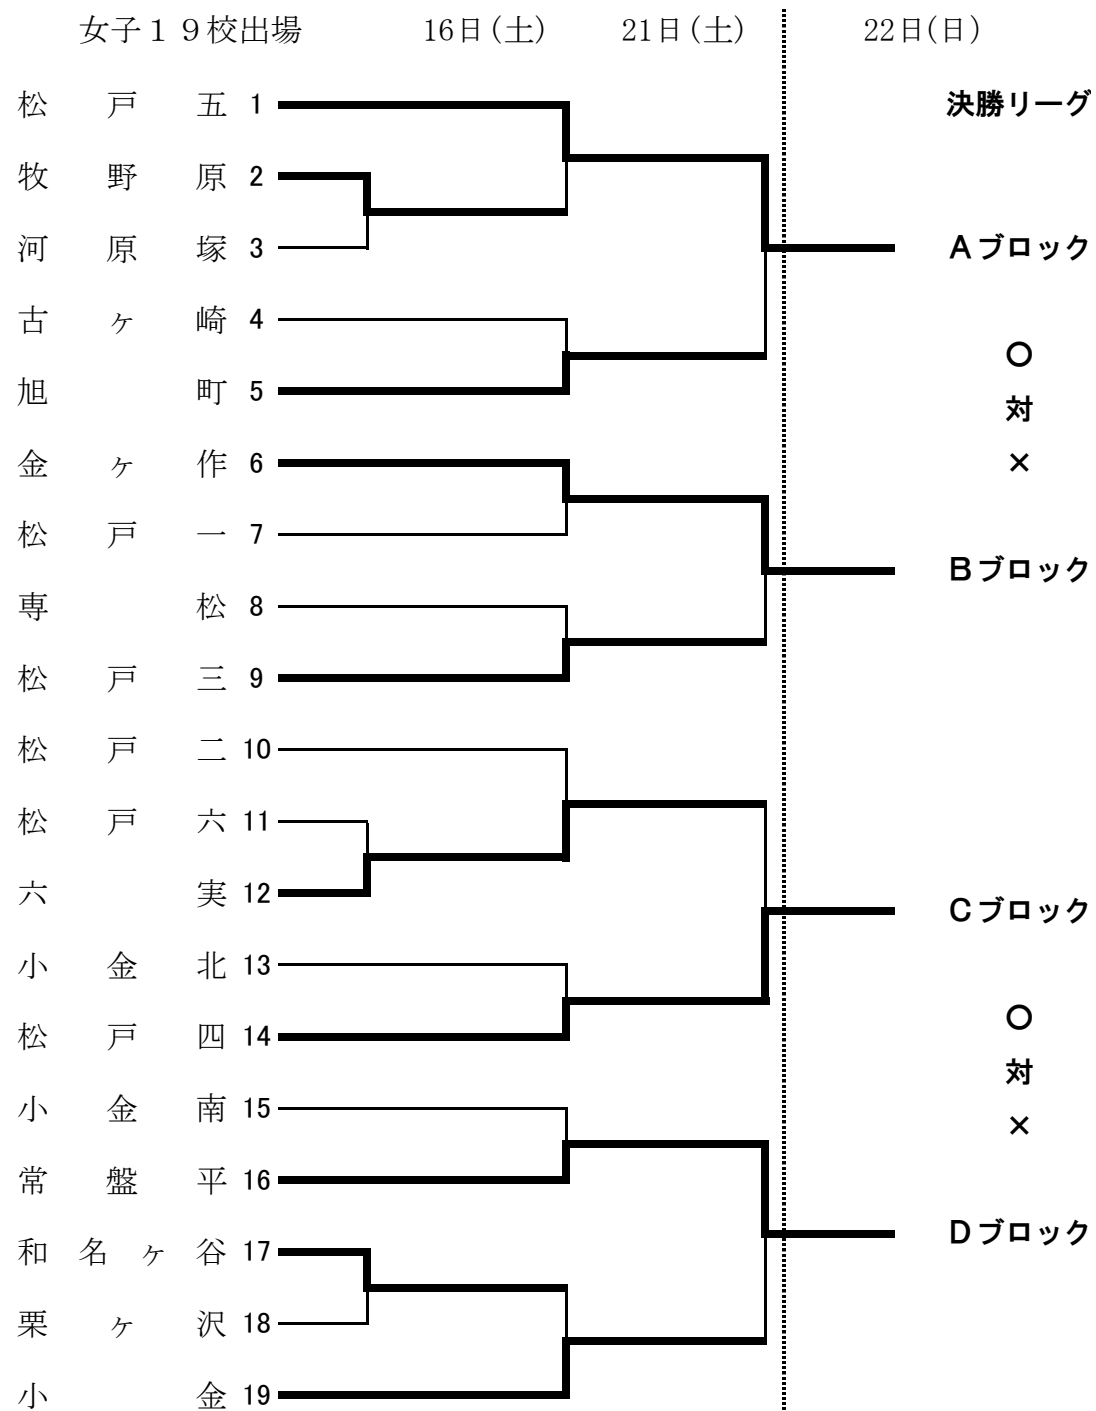 女子１９校出場 16日(土) 21日(土) 22日(日)
松戸五 1 決勝リーグ
牧野原 2
河原塚 3 Ａブロック
古ヶ崎 4
○
旭町 5
対
金ヶ作 6
×
松戸一 7
Ｂブロック
専松 8
松戸三 9
松戸二 10
松戸六 11
六実 12
Ｃブロック
小金北 13
○
松戸四 14
対
小金南 15
×
常盤平 16
Ｄブロック
和名ヶ谷 17
栗ヶ沢 18
小金 19